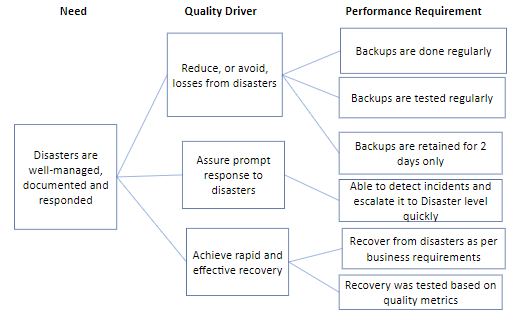 Need
Quality Driver
Performance Requirement
Disasters are
well-managed,
documented and
responded
Reduce, or avoid,
losses from disasters
Assure prompt
response to
disasters
Achieve rapid and
effective recovery
Backups are done regularly
Backups are tested regularly
Backups are retained for 2
days only
Able to detect incidents and
escalate it to Disaster level
quickly
Recover from disasters as per
business requirements
Recovery was tested based on
quality metrics